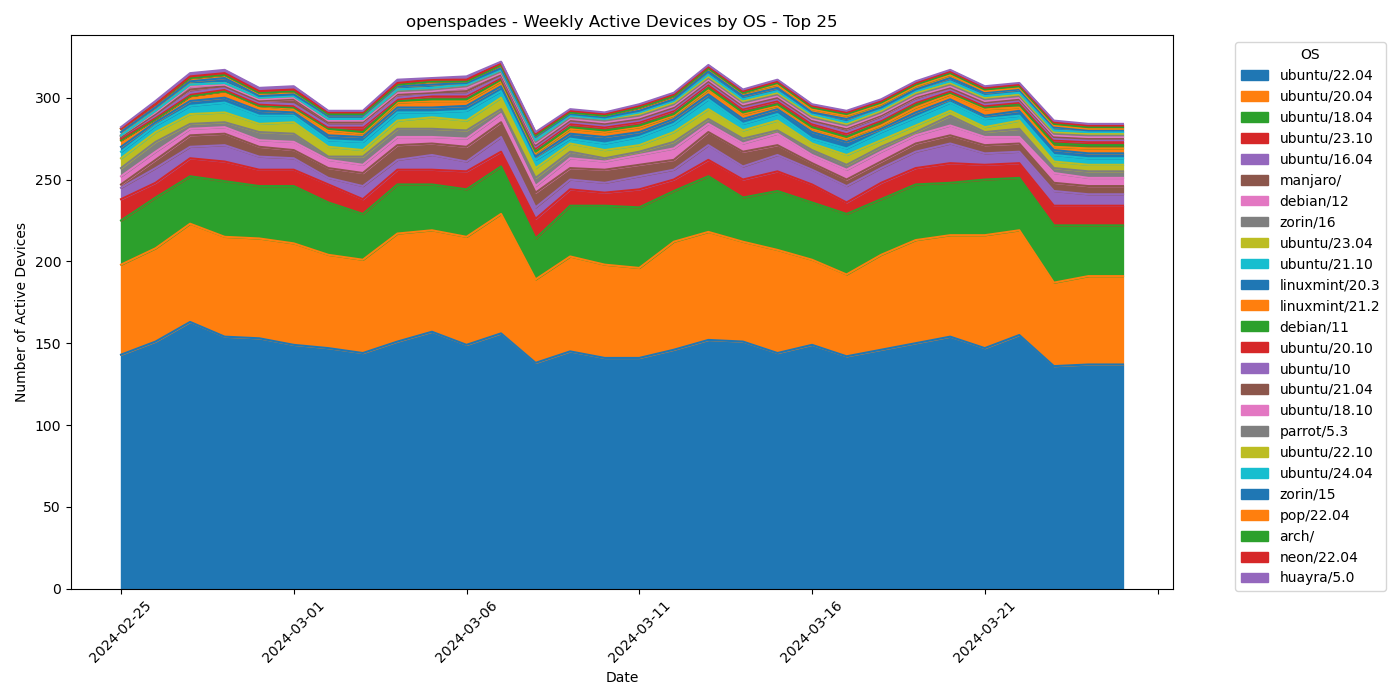 openspades - Weekly Active Devices by OS - Top 25
Number of Active Devices
300
250
200
150
100
50
0
2024-02-25
2024-03-01
2024-03-06
2024-03-11
2024-03-16
2024-03-21
Date
OS
ubuntu/22.04
ubuntu/20.04
ubuntu/18.04
ubuntu/23.10
ubuntu/16.04
manjaro/
debian/12
zorin/16
ubuntu/23.04
ubuntu/21.10
linuxmint/20.3
linuxmint/21.2
debian/11
ubuntu/20.10
ubuntu/10
ubuntu/21.04
ubuntu/18.10
parrot/5.3
ubuntu/22.10
ubuntu/24.04
zorin/15
pop/22.04
arch/
neon/22.04
huayra/5.0